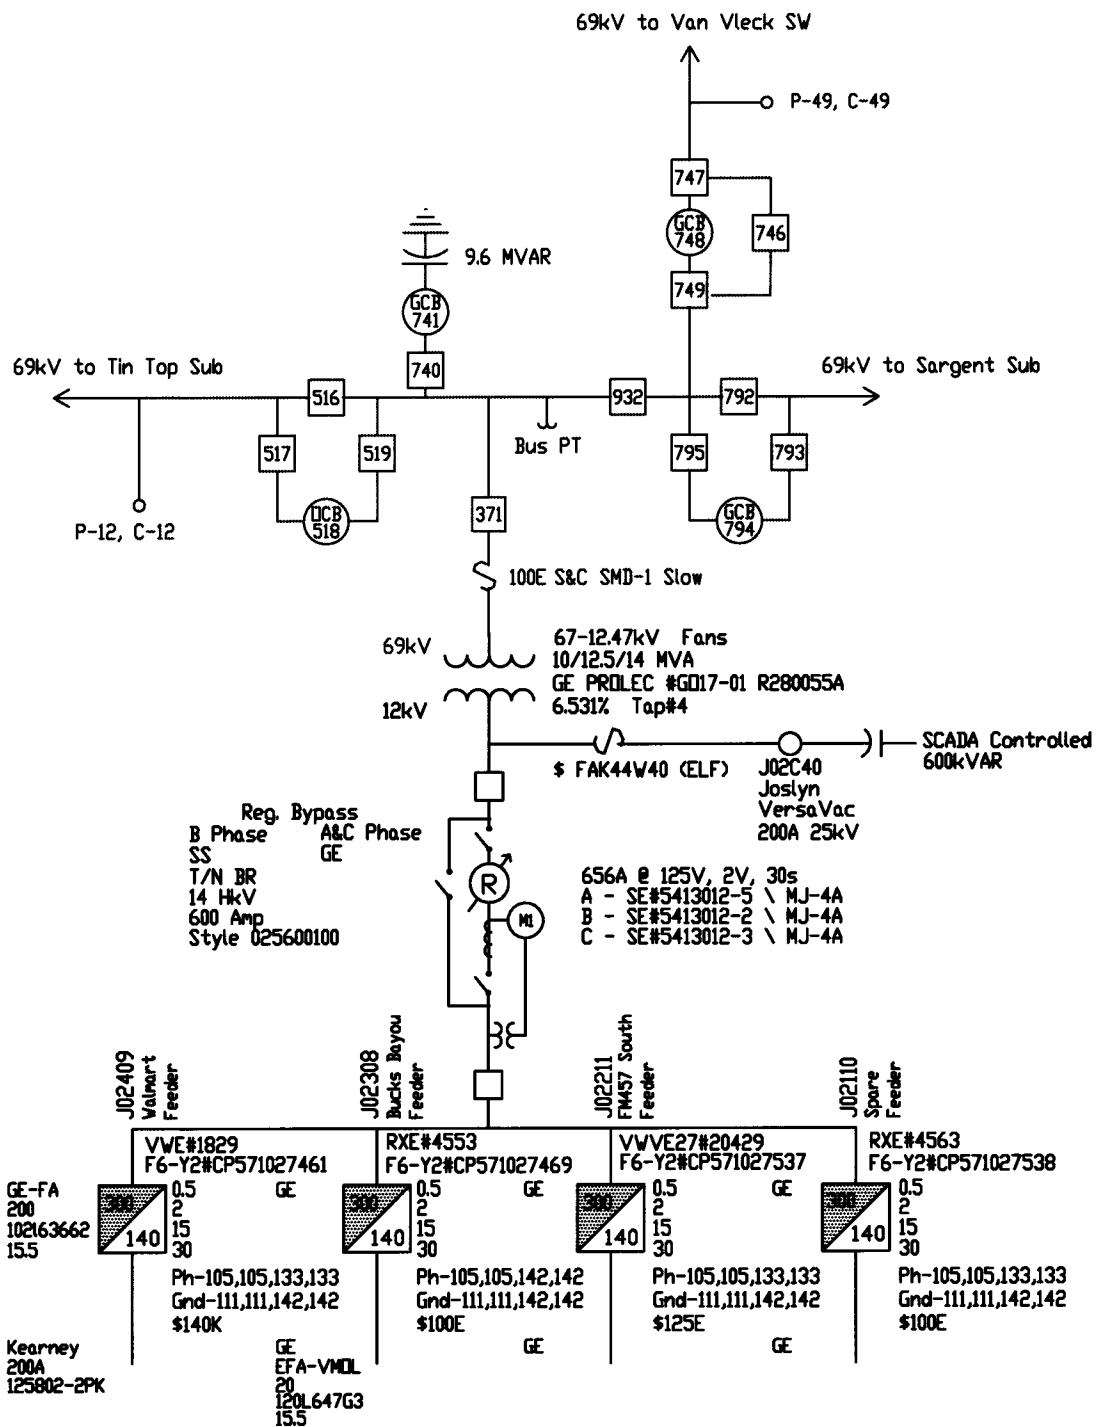 69kV to Van Vleck SW
P-49, C-49
747
GCB
748
746
749
9.6 MVAR
GCB
741
740
69kV to Tin Top Sub
69kV to Sargent Sub
516
932
792
517
519
Bus PT
795
793
OCB
518
GCB
794
P-12, C-12
371
100E S&C SMD-1 Slow
69kV
67-12.47kV Fans
10/12.5/14 MVA
GE PROLEC #G017-01 R280055A
6.531% Tap#4
12kV
$ FAK44W40 (ELF)
J02C40
Joslyn
VersaVac
200A 25kV
SCADA Controlled
600kVAR
Reg. Bypass
B Phase A&C Phase
SS GE
T/N BR
14 HkV
600 Amp
Style 025600100
R
M1
656A @ 125V, 2V, 30s
A - SE#5413012-5 \ MJ-4A
B - SE#5413012-2 \ MJ-4A
C - SE#5413012-3 \ MJ-4A
J02409
Walmart
Feeder
J02308
Bucks Bayou
Feeder
J02211
FM457 South
Feeder
J02110
Spare
Feeder
VWE#1829
F6-Y2#CP571027461
RXE#4553
F6-Y2#CP571027469
VWVE27#20429
F6-Y2#CP571027537
RXE#4563
F6-Y2#CP571027538
GE-FA
200
102L63662
15.5
300
140
0.5
2
15
30
GE
300
140
0.5
2
15
30
GE
300
140
0.5
2
15
30
GE
300
140
0.5
2
15
30
Ph-105,105,133,133
Gnd-111,111,142,142
$140K
Ph-105,105,142,142
Gnd-111,111,142,142
$100E
Ph-105,105,133,133
Gnd-111,111,142,142
$125E
Ph-105,105,133,133
Gnd-111,111,142,142
$100E
Kearney
200A
125802-2PK
GE
EFA-VMOL
20
120L647G3
15.5
GE
GE